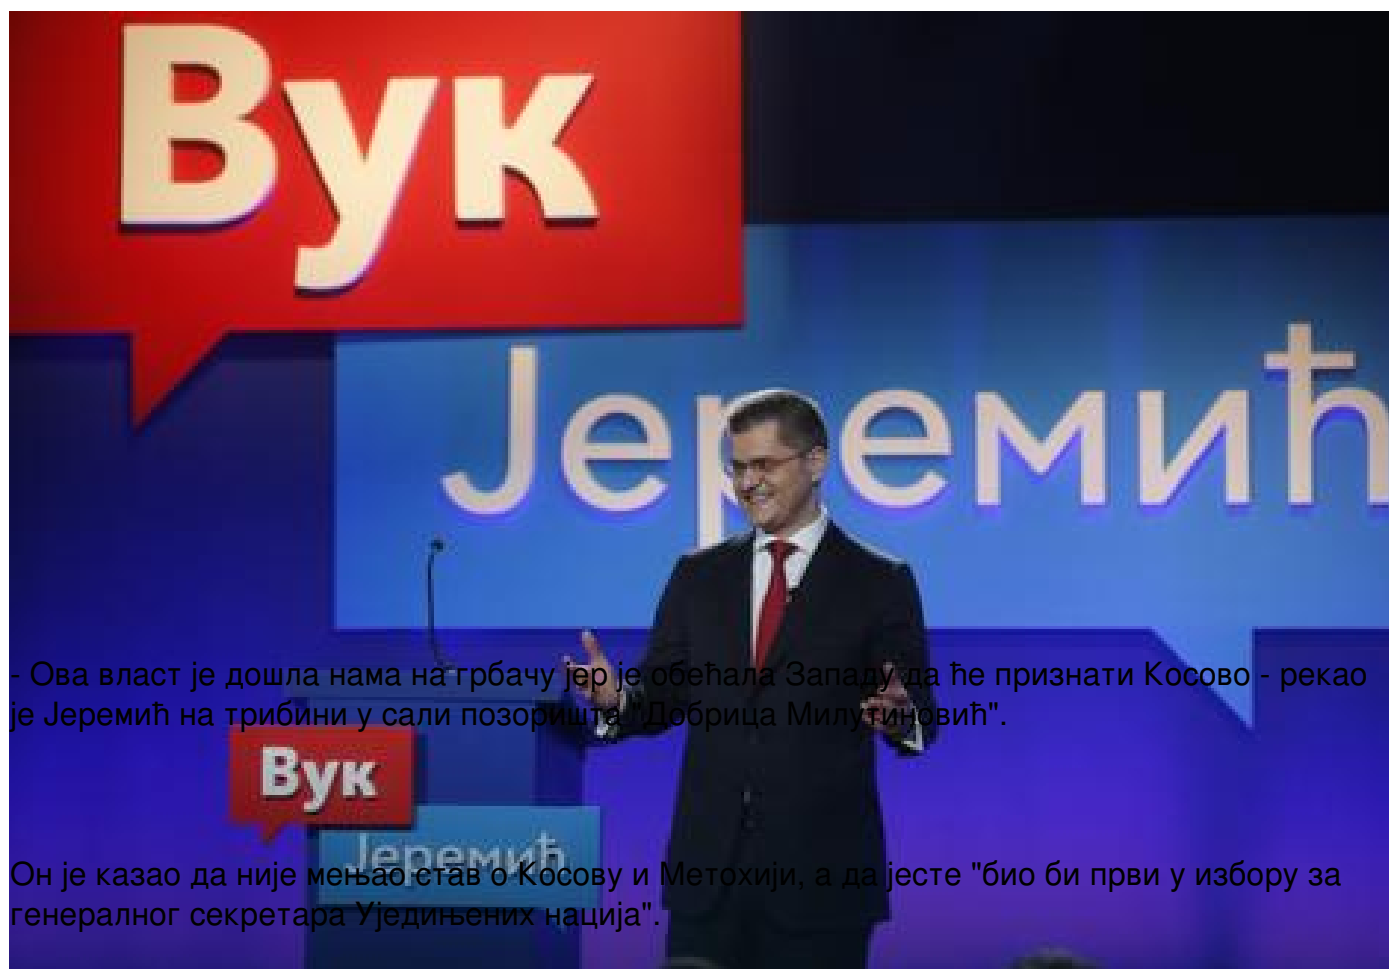 Вук
Јеремић
- Ова власт је дошла нама на грбачу јер је обећала Западу да ће признати Косово - рекао
је Јеремић на трибини у сали позоришта "Добрица Милутиновић".
Вук
Јеремић
Он је казао да није мењао став о Косову и Метохији, а да јесте "био би први у избору за
генералног секретара Уједињених нација".